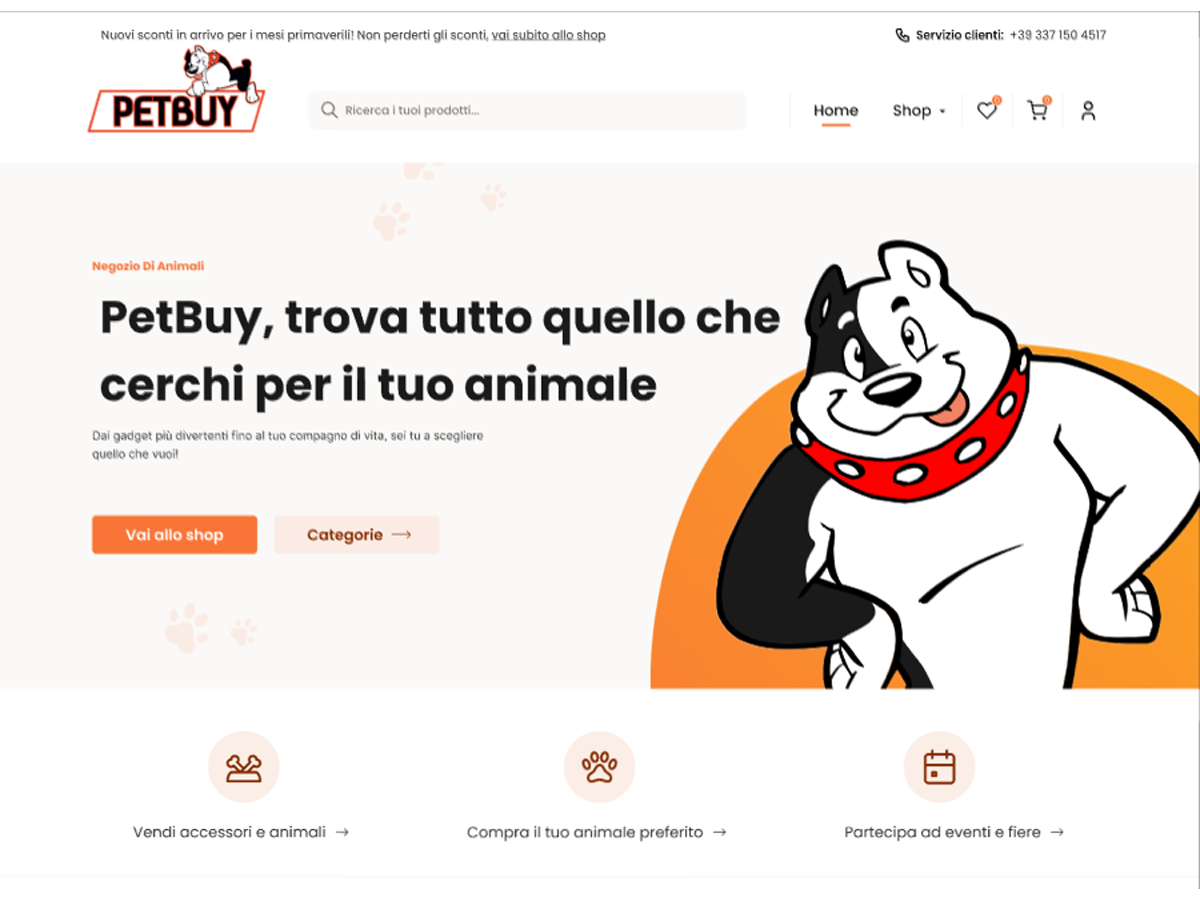 Nuovi sconti in arrivo per i mesi primaverili! Non perderti gli sconti, vai subito allo shop
Servizio clienti: +39 337 150 4517
PETBUY
Ricerca i tuoi prodotti...
Home
Shop
0
0
Negozio Di Animali
PetBuy, trova tutto quello che
cerchi per il tuo animale
Dai gadget più divertenti fino al tuo compagno di vita, sei tu a scegliere
quello che vuoi!
Vai allo shop
Categorie →
Vendi accessori e animali →
Compra il tuo animale preferito →
Partecipa ad eventi e fiere →